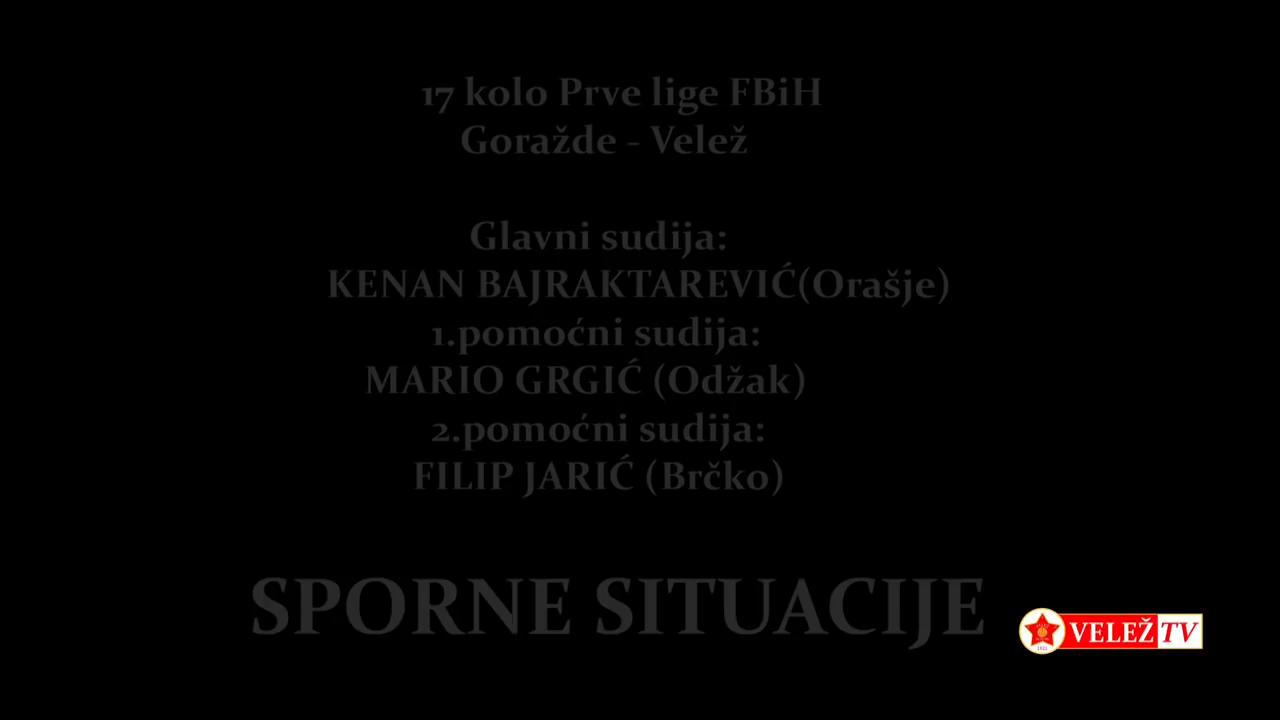 17 kolo Prve lige FBiH
Goražde - Velež
Glavni sudija:
KENAN BAJRAKTAREVIĆ(Orašje)
1.pomoćni sudija:
MARIO GRGIĆ (Odžak)
2.pomoćni sudija:
FILIP JARIĆ (Brčko)
SPORNE SITUACIJE
VELEŽ TV